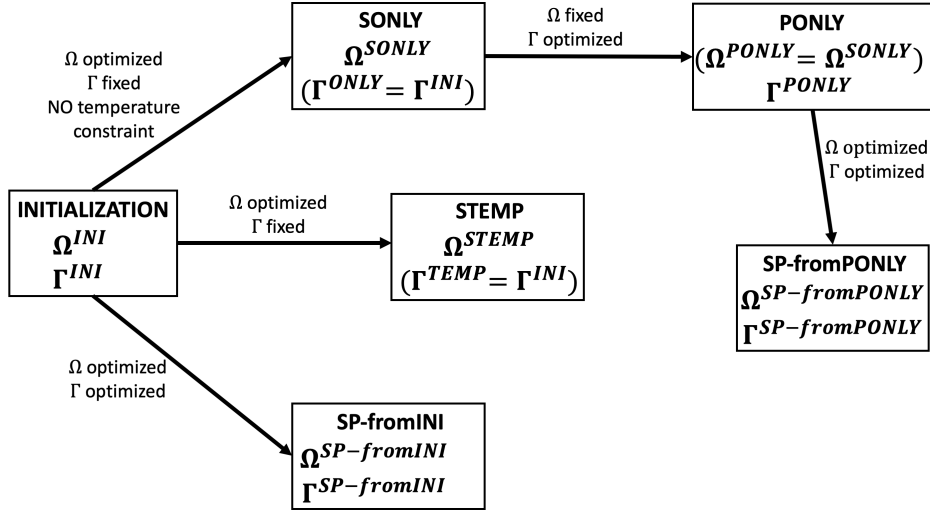 SONLY
Ω^{SONLY}
(Γ^{ONLY} = Γ^{INI})
Ω fixed
Γ optimized
PONLY
(Ω^{PONLY} = Ω^{SONLY})
Γ^{PONLY}
Ω optimized
Γ fixed
NO temperature
constraint
Ω optimized
Γ optimized
INITIALIZATION
Ω^{INI}
Γ^{INI}
Ω optimized
Γ fixed
STEMP
Ω^{STEMP}
(Γ^{TEMP} = Γ^{INI})
SP-fromPONLY
Ω^{SP-fromPONLY}
Γ^{SP-fromPONLY}
Ω optimized
Γ optimized
SP-fromINI
Ω^{SP-fromINI}
Γ^{SP-fromINI}